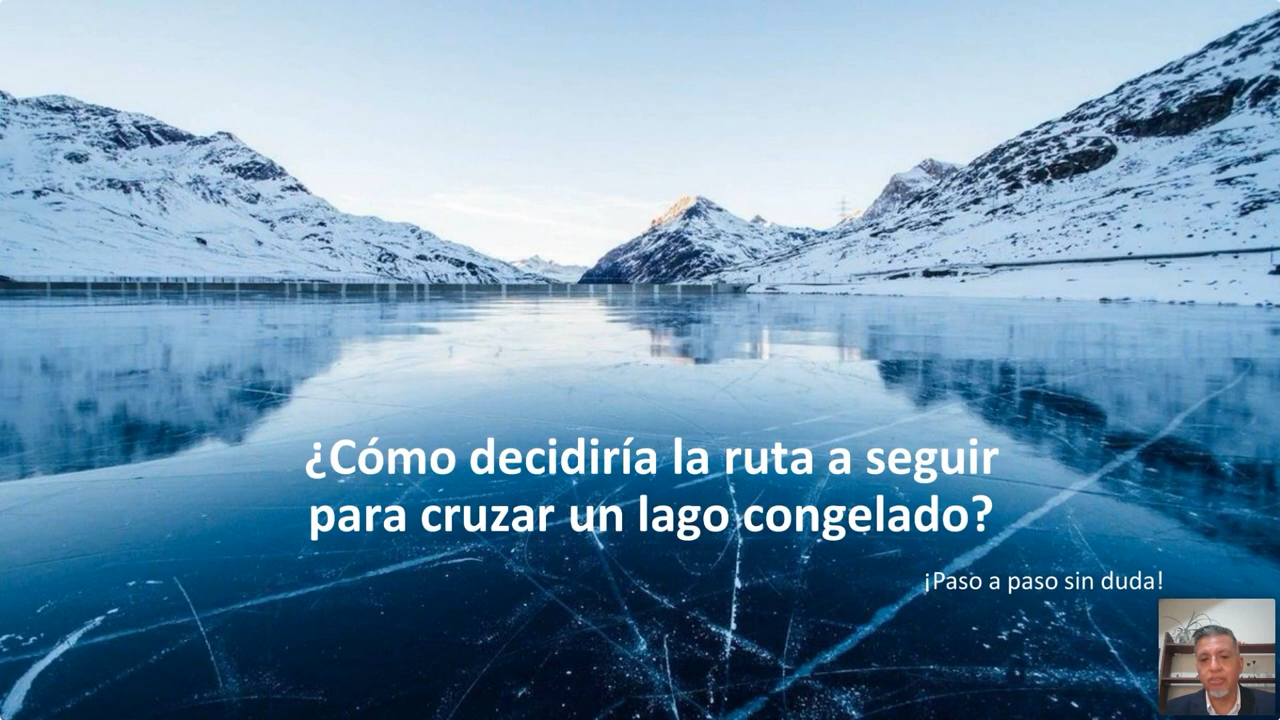 ¿Cómo decidiría la ruta a seguir
para cruzar un lago congelado?
¡Paso a paso sin duda!